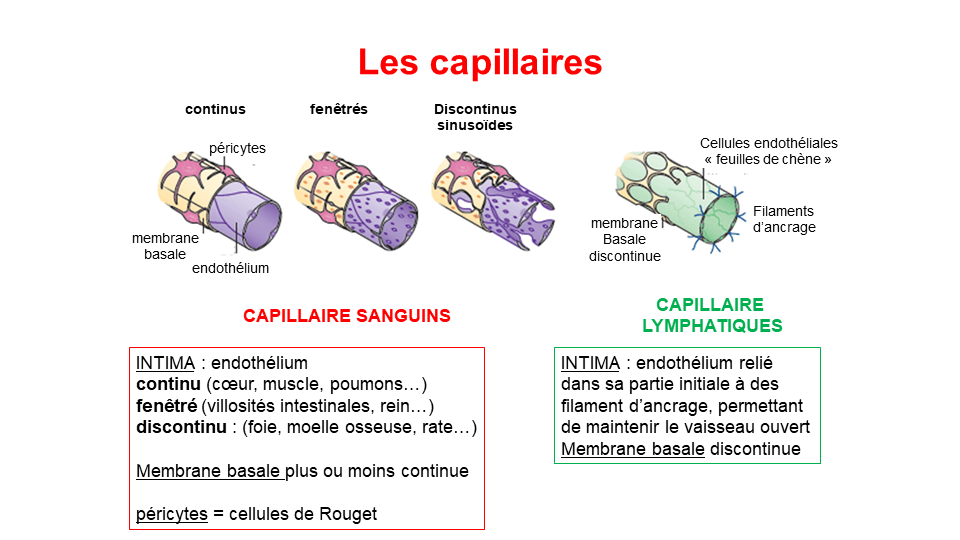 Les capillaires
continus
fenêtrés
Discontinus
sinusoïdes
péricytes
membrane
basale
endothélium
Cellules endothéliales
« feuilles de chène »
Filaments
d’ancrage
membrane
Basale
discontinue
CAPILLAIRE SANGUINS
CAPILLAIRE
LYMPHATIQUES
INTIMA : endothélium
continu (cœur, muscle, poumons…)
fenêtré (villosités intestinales, rein…)
discontinu : (foie, moelle osseuse, rate…)
Membrane basale plus ou moins continue
péricytes = cellules de Rouget
INTIMA : endothélium relié
dans sa partie initiale à des
filament d’ancrage, permettant
de maintenir le vaisseau ouvert
Membrane basale discontinue